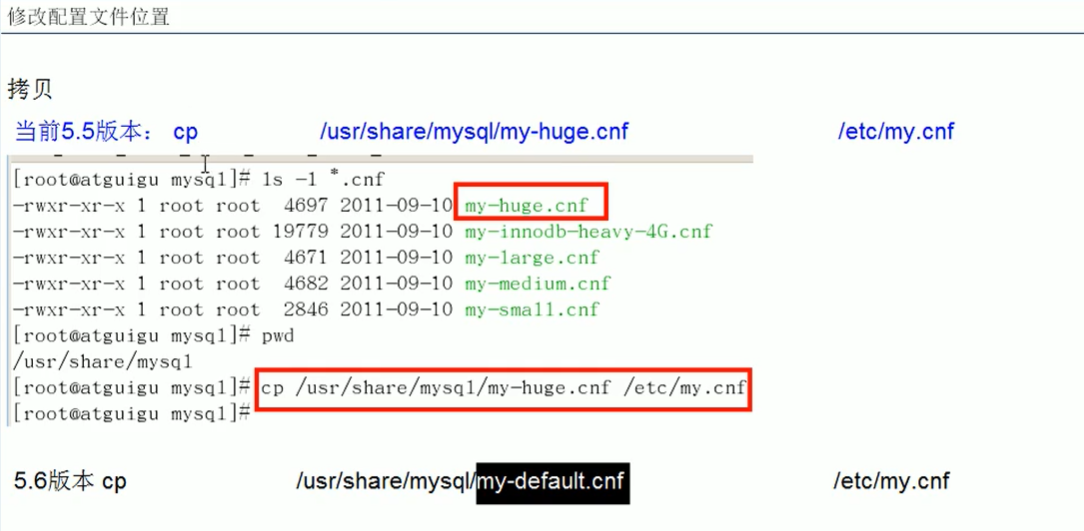 修改配置文件位置
拷贝
当前5.5版本： cp /usr/share/mysql/my-huge.cnf /etc/my.cnf
[root@atguigu mysql]# ls -l *.cnf
-rwxr-xr-x 1 root root 4697 2011-09-10 my-huge.cnf
-rwxr-xr-x 1 root root 19779 2011-09-10 my-innodb-heavy-4G.cnf
-rwxr-xr-x 1 root root 4671 2011-09-10 my-large.cnf
-rwxr-xr-x 1 root root 4682 2011-09-10 my-medium.cnf
-rwxr-xr-x 1 root root 2846 2011-09-10 my-small.cnf
[root@atguigu mysql]# pwd
/usr/share/mysql
[root@atguigu mysql]# cp /usr/share/mysql/my-huge.cnf /etc/my.cnf
[root@atguigu mysql]#
5.6版本 cp /usr/share/mysql/my-default.cnf /etc/my.cnf